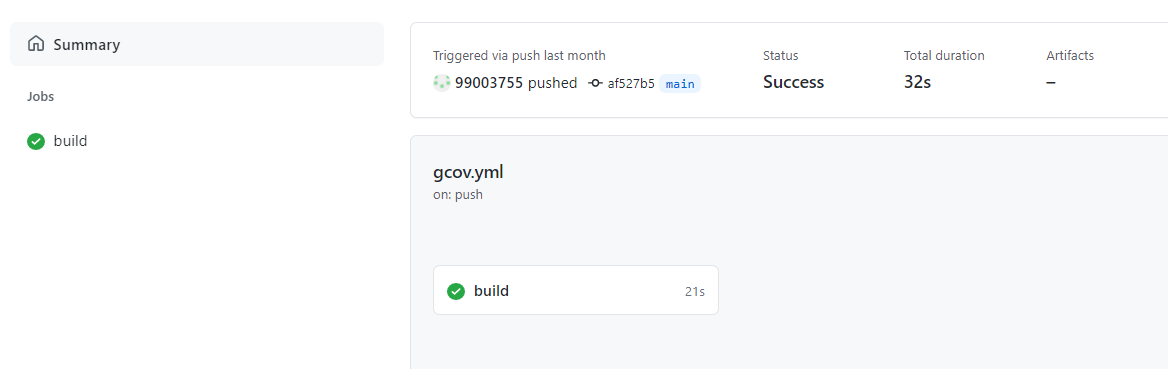 Summary
Jobs
build
Triggered via push last month
99003755 pushed af527b5 main
Status
Success
Total duration
32s
Artifacts
–
gcov.yml
on: push
build 21s